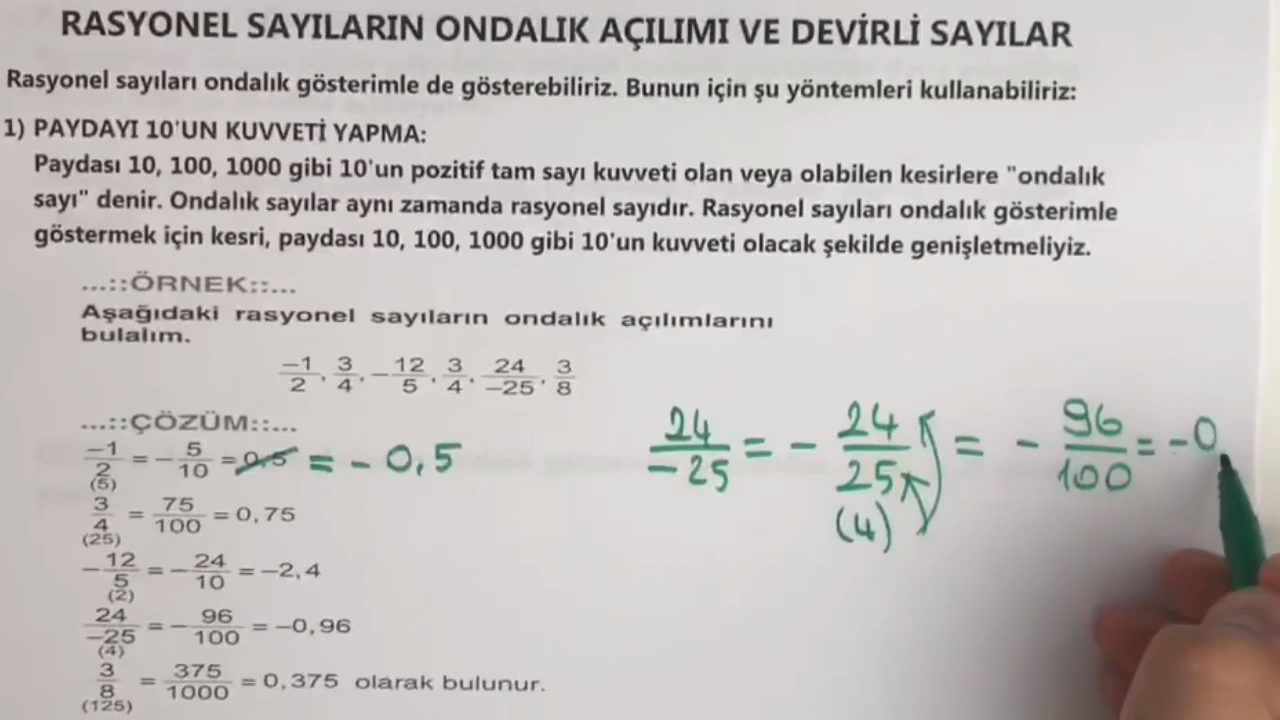 RASYONEL SAYILARIN ONDALIK AÇILIMI VE DEVİRLİ SAYILAR
Rasyonel sayıları ondalık gösterimle de gösterebiliriz. Bunun için şu yöntemleri kullanabiliriz:
1) PAYDAYI 10'UN KUVVETİ YAPMA:
Paydası 10, 100, 1000 gibi 10'un pozitif tam sayı kuvveti olan veya olabilen kesirlere "ondalık
sayı" denir. Ondalık sayılar aynı zamanda rasyonel sayıdır. Rasyonel sayıları ondalık gösterimle
göstermek için kesri, paydası 10, 100, 1000 gibi 10'un kuvveti olacak şekilde genişletmeliyiz.
...::ÖRNEK::...
Aşağıdaki rasyonel sayıların ondalık açılımlarını
bulalım.
-1/2, 3/4, -12/5, 3/4, 24/-25, 3/8
...::ÇÖZÜM::...
-1/2 (5) = -5/10 = 0,5 = -0,5
3/4 (25) = 75/100 = 0,75
-12/5 (2) = -24/10 = -2,4
24/-25 (4) = -96/100 = -0,96
3/8 (125) = 375/1000 = 0,375 olarak bulunur.
24/-25 = -24/25 (4) = -96/100 = -0